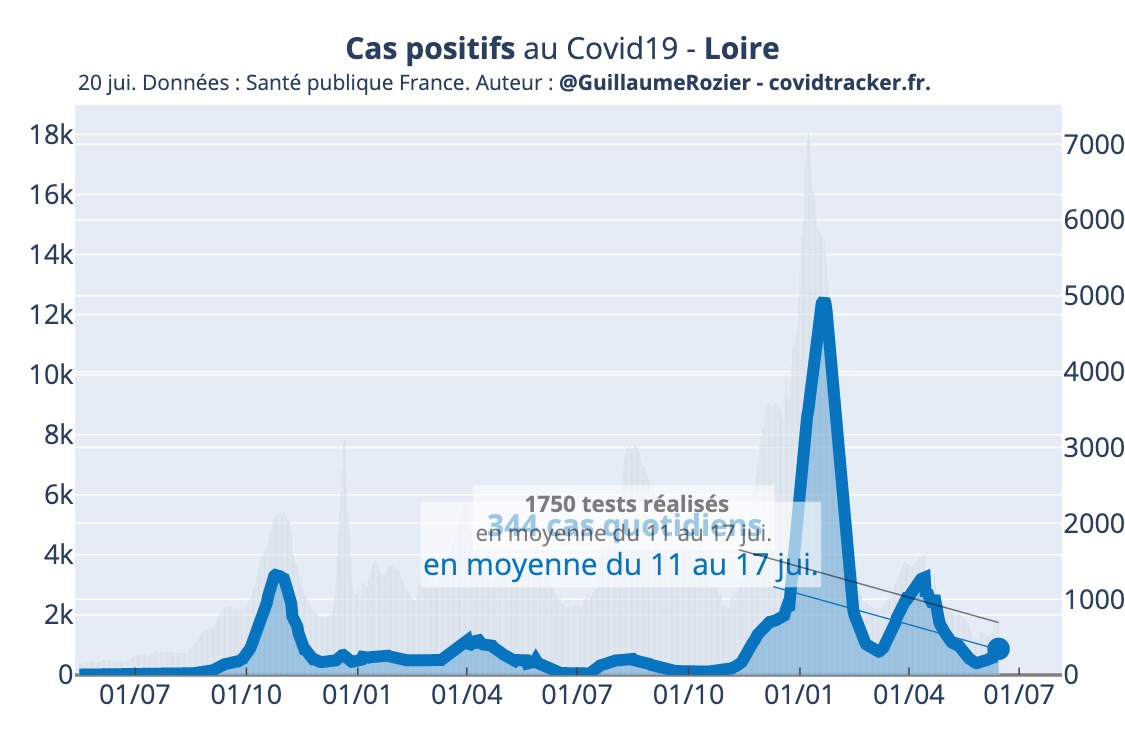 Cas positifs au Covid19 - Loire
20 jui. Données : Santé publique France. Auteur : @GuillaumeRozier - covidtracker.fr.
18k
16k
14k
12k
10k
8k
6k
4k
2k
0
7000
6000
5000
4000
3000
2000
1000
0
1750 tests réalisés
en moyenne du 11 au 17 jui.
344 cas quotidiens
en moyenne du 11 au 17 jui.
01/07
01/10
01/01
01/04
01/07
01/10
01/01
01/04
01/07